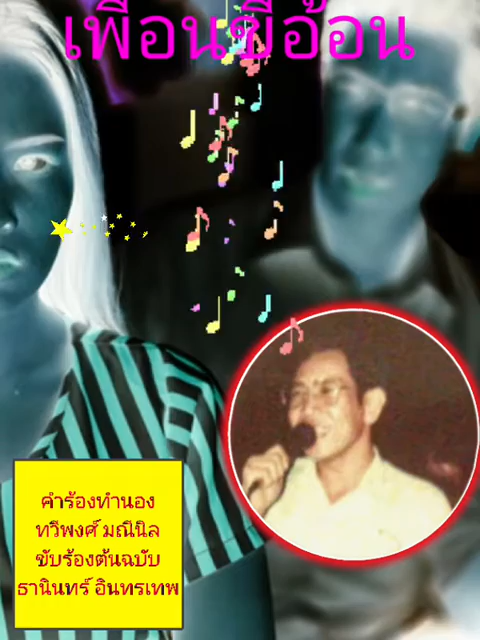 เพื่อนขี้อ้อน
คำร้องทำนอง
ทวีพงศ์ มณีนิล
ขับร้องต้นฉบับ
ธานินทร์ อินทรเทพ